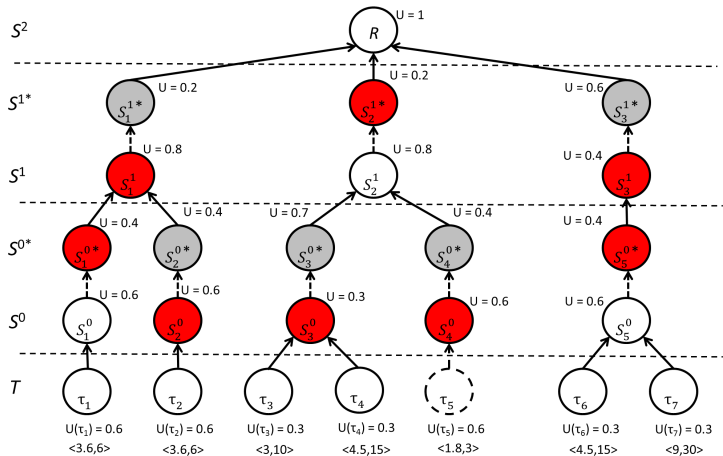 S²
R
U = 1
U = 0.2
U = 0.2
U = 0.6
S¹*
S₁¹*
S₂¹*
S₃¹*
U = 0.8
U = 0.8
U = 0.4
S¹
S₁¹
S₂¹
S₃¹
U = 0.4
U = 0.4
U = 0.7
U = 0.4
U = 0.4
S⁰*
S₁⁰*
S₂⁰*
S₃⁰*
S₄⁰*
S₅⁰*
U = 0.6
U = 0.6
U = 0.3
U = 0.6
U = 0.6
S⁰
S₁⁰
S₂⁰
S₃⁰
S₄⁰
S₅⁰
T
τ₁
τ₂
τ₃
τ₄
τ₅
τ₆
τ₇
U(τ₁) = 0.6
U(τ₂) = 0.6
U(τ₃) = 0.3
U(τ₄) = 0.3
U(τ₅) = 0.6
U(τ₆) = 0.3
U(τ₇) = 0.3
<3.6,6>
<3.6,6>
<3,10>
<4.5,15>
<1.8,3>
<4.5,15>
<9,30>